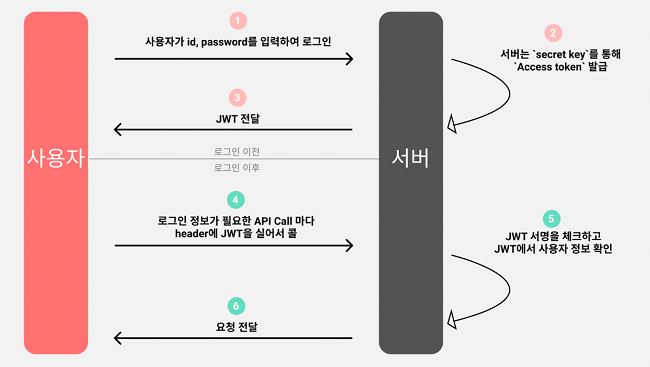 1
사용자가 id, password를 입력하여 로그인
2
서버는 `secret key`를 통해
`Access token` 발급
3
JWT 전달
사용자
서버
로그인 이전
로그인 이후
4
로그인 정보가 필요한 API Call 마다
header에 JWT을 실어서 콜
5
JWT 서명을 체크하고
JWT에서 사용자 정보 확인
6
요청 전달